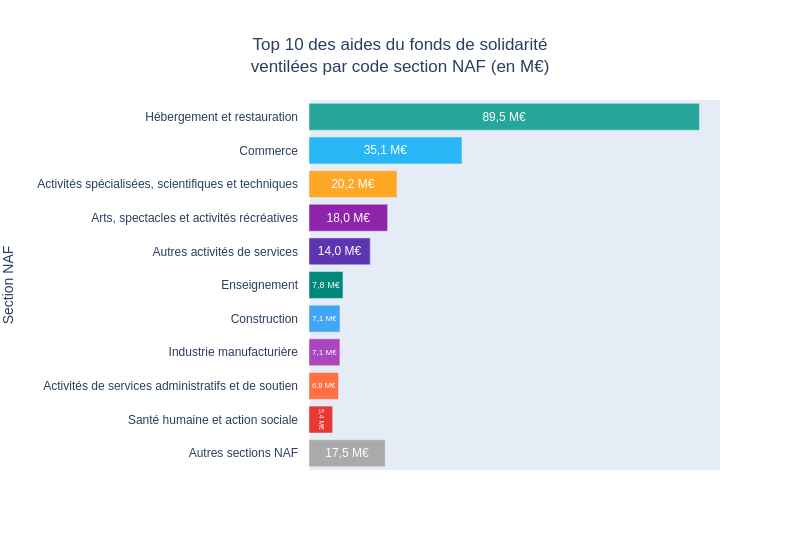 Top 10 des aides du fonds de solidarité
ventilées par code section NAF (en M€)
Section NAF
Hébergement et restauration 89,5 M€
Commerce 35,1 M€
Activités spécialisées, scientifiques et techniques 20,2 M€
Arts, spectacles et activités récréatives 18,0 M€
Autres activités de services 14,0 M€
Enseignement 7,8 M€
Construction 7,1 M€
Industrie manufacturière 7,1 M€
Activités de services administratifs et de soutien 6,8 M€
Santé humaine et action sociale 5,4 M€
Autres sections NAF 17,5 M€